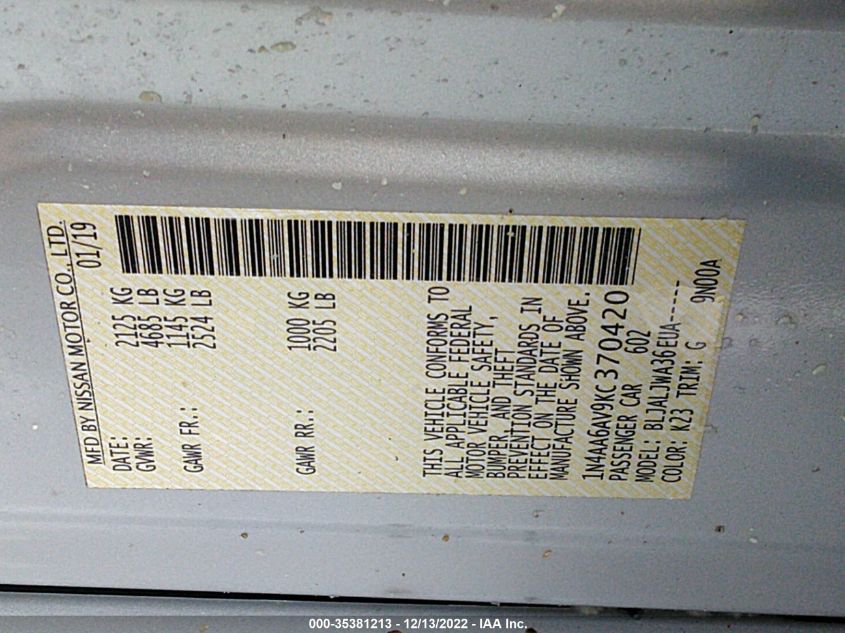 MFD BY NISSAN MOTOR CO., LTD.
DATE: 01/19
GVWR: 2125 KG
4685 LB
GAWR FR.: 1145 KG
2524 LB
GAWR RR.: 1000 KG
2205 LB
THIS VEHICLE CONFORMS TO
ALL APPLICABLE FEDERAL
MOTOR VEHICLE SAFETY,
BUMPER, AND THEFT
PREVENTION STANDARDS IN
EFFECT ON THE DATE OF
MANUFACTURE SHOWN ABOVE.
1N4AA6AV9KC370420
PASSENGER CAR 602
MODEL: BLJALJWA36EUA-----
COLOR: K23 TRIM: G 9N00A
000-35381213 - 12/13/2022 - IAA Inc.